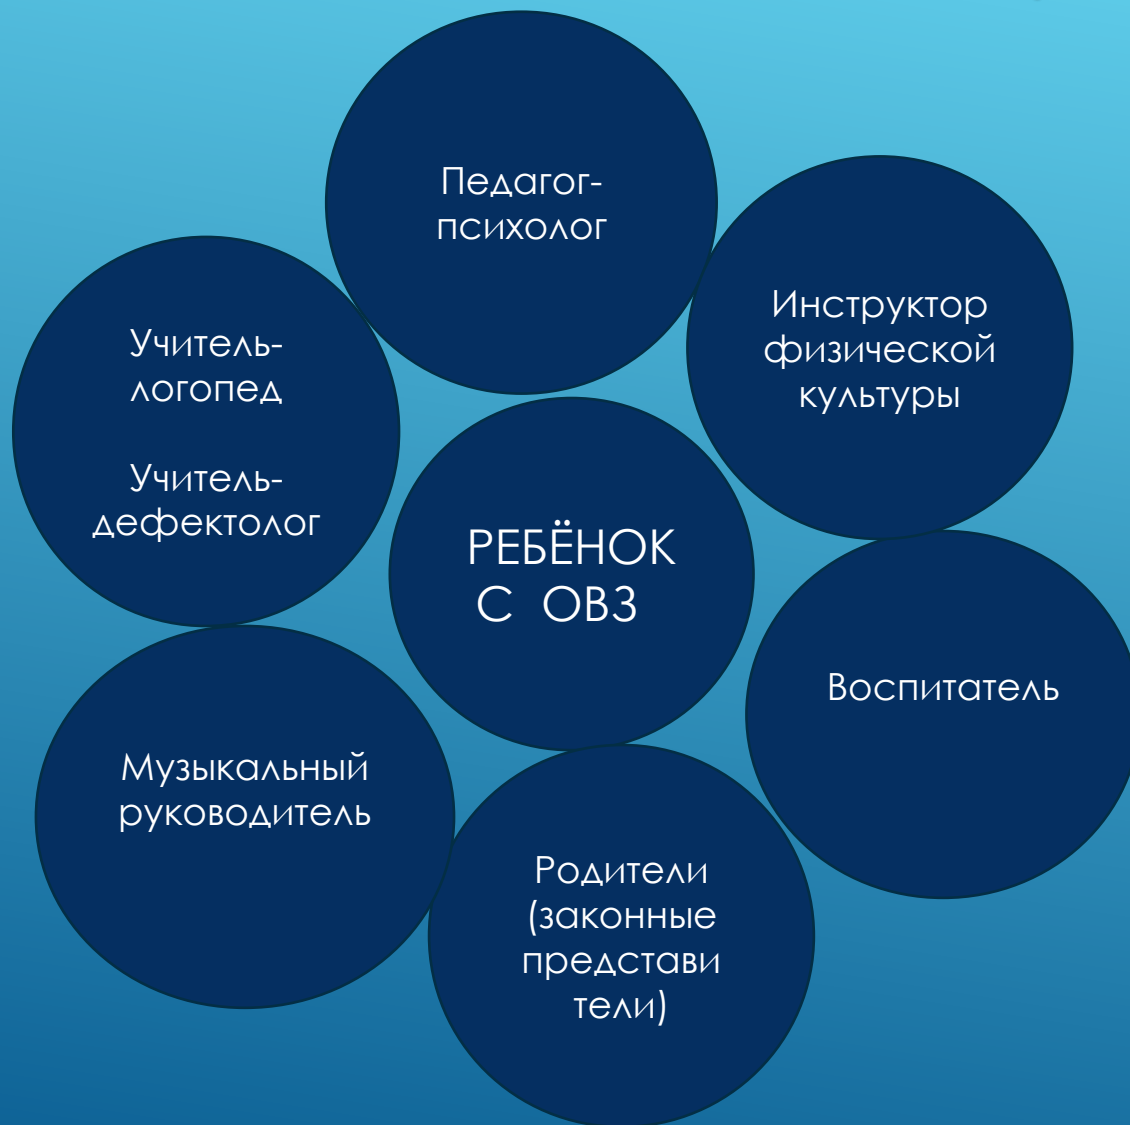 Педагог-
психолог
Инструктор
физической
культуры
Учитель-
логопед
Учитель-
дефектолог
РЕБЁНОК
С ОВЗ
Воспитатель
Музыкальный
руководитель
Родители
(законные
представи
тели)